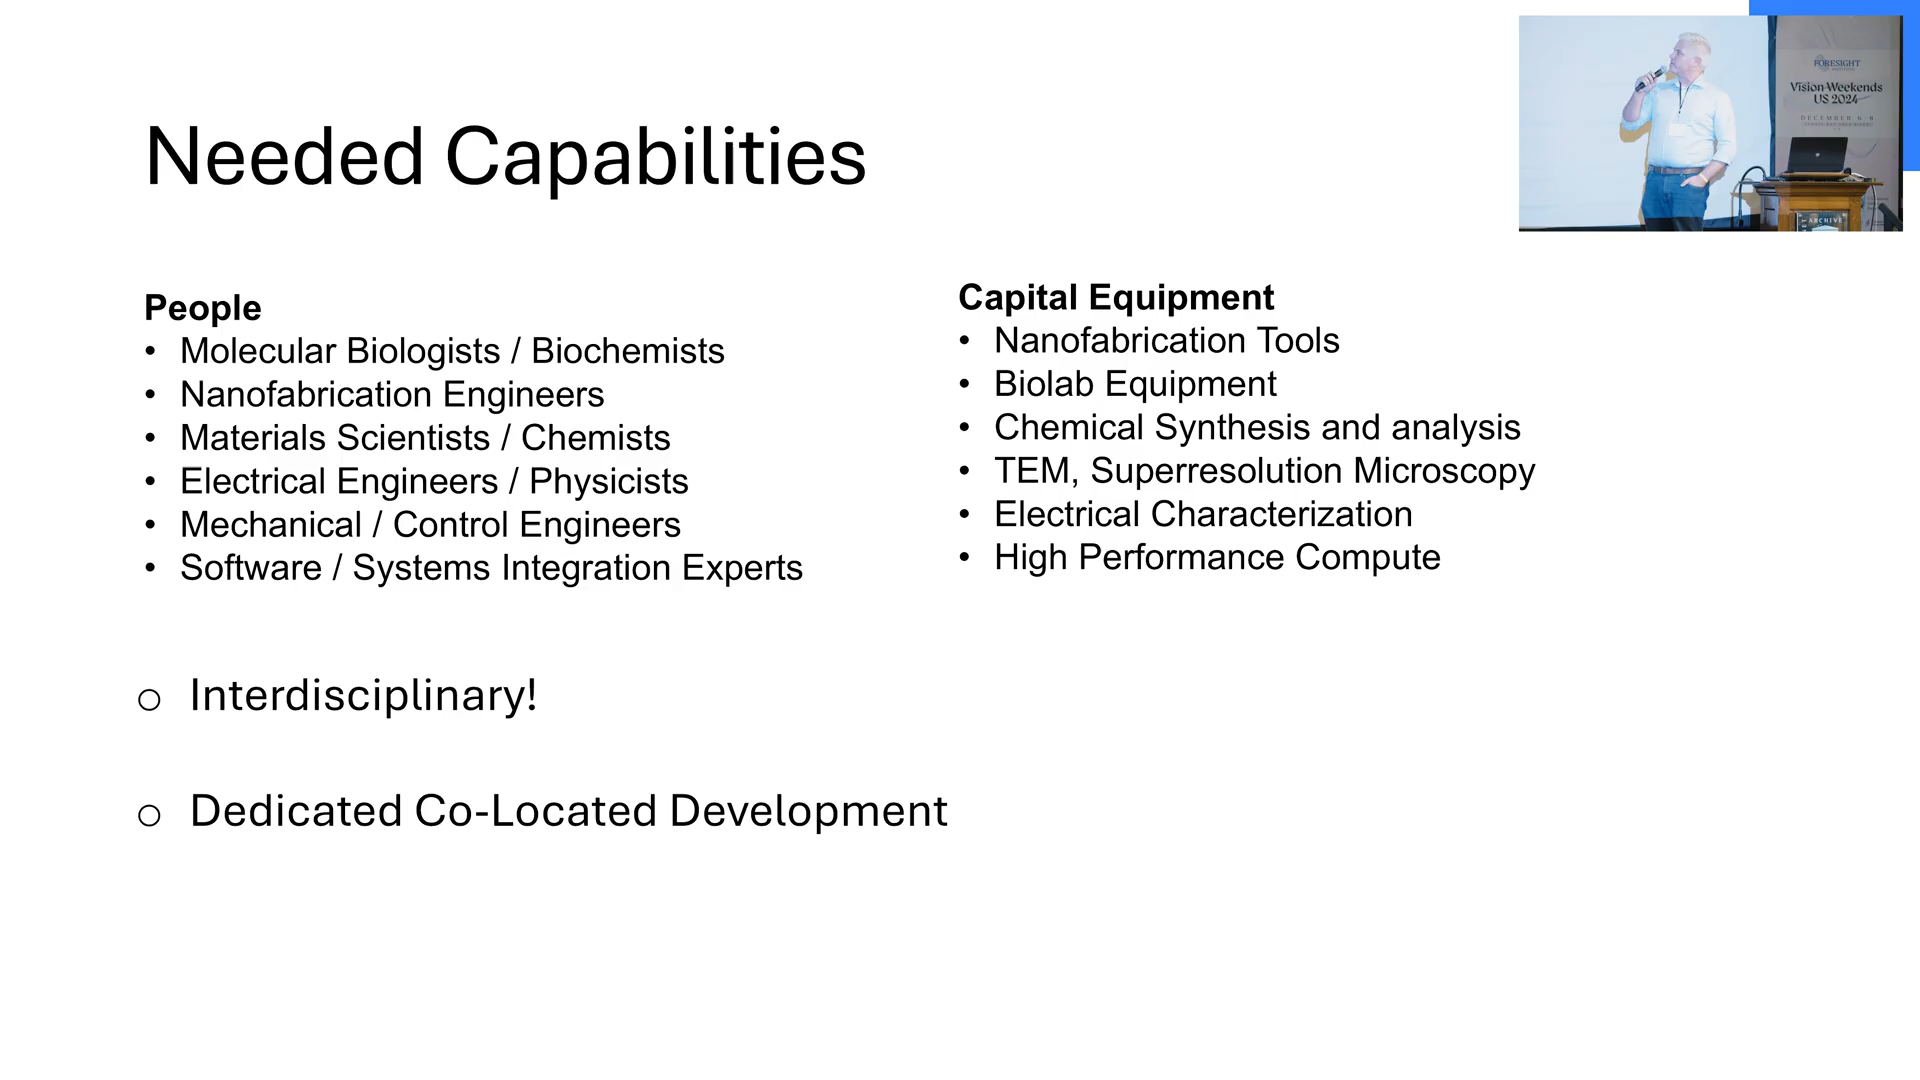 Needed Capabilities
People
• Molecular Biologists / Biochemists
• Nanofabrication Engineers
• Materials Scientists / Chemists
• Electrical Engineers / Physicists
• Mechanical / Control Engineers
• Software / Systems Integration Experts
Capital Equipment
• Nanofabrication Tools
• Biolab Equipment
• Chemical Synthesis and analysis
• TEM, Superresolution Microscopy
• Electrical Characterization
• High Performance Compute
o Interdisciplinary!
o Dedicated Co-Located Development
FORESIGHT
Vision Weekends
US 2024
ARCHIVE